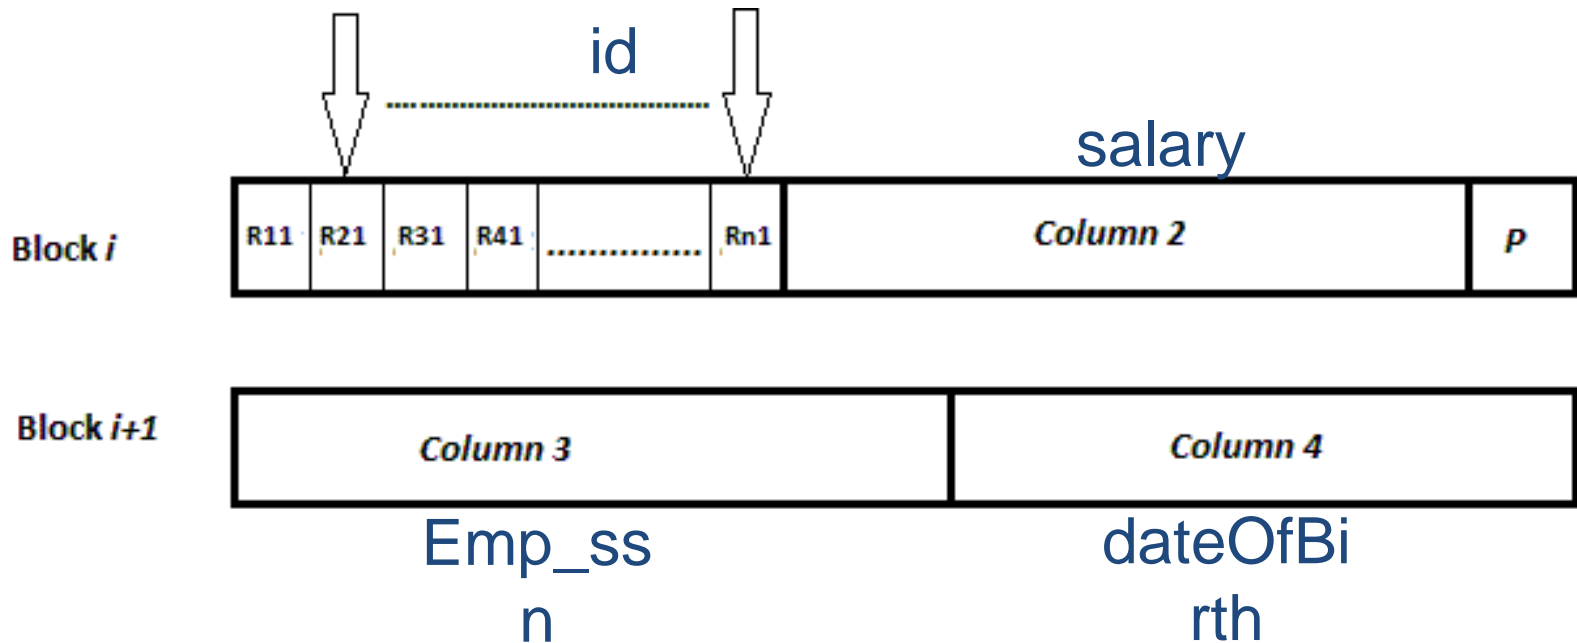 id
salary
Block i
R11 R21 R31 R41 ............... Rn1 Column 2 P
Block i+1
Column 3 Column 4
Emp_ss
n
dateOfBi
rth